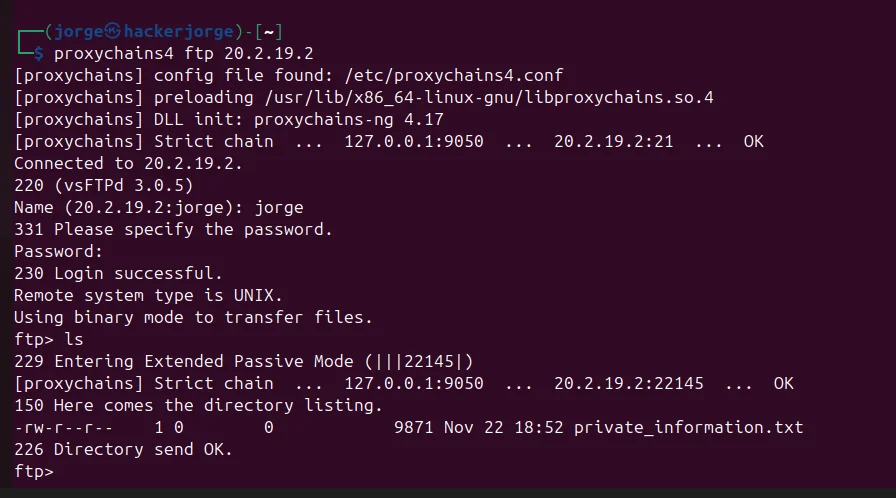 ┌──(jorge㉿hackerjorge)-[~]
└─$ proxychains4 ftp 20.2.19.2
[proxychains] config file found: /etc/proxychains4.conf
[proxychains] preloading /usr/lib/x86_64-linux-gnu/libproxychains.so.4
[proxychains] DLL init: proxychains-ng 4.17
[proxychains] Strict chain  ...  127.0.0.1:9050  ...  20.2.19.2:21  ...  OK
Connected to 20.2.19.2.
220 (vsFTPd 3.0.5)
Name (20.2.19.2:jorge): jorge
331 Please specify the password.
Password:
230 Login successful.
Remote system type is UNIX.
Using binary mode to transfer files.
ftp> ls
229 Entering Extended Passive Mode (|||22145|)
[proxychains] Strict chain  ...  127.0.0.1:9050  ...  20.2.19.2:22145  ...  OK
150 Here comes the directory listing.
-rw-r--r--    1 0        0            9871 Nov 22 18:52 private_information.txt
226 Directory send OK.
ftp>